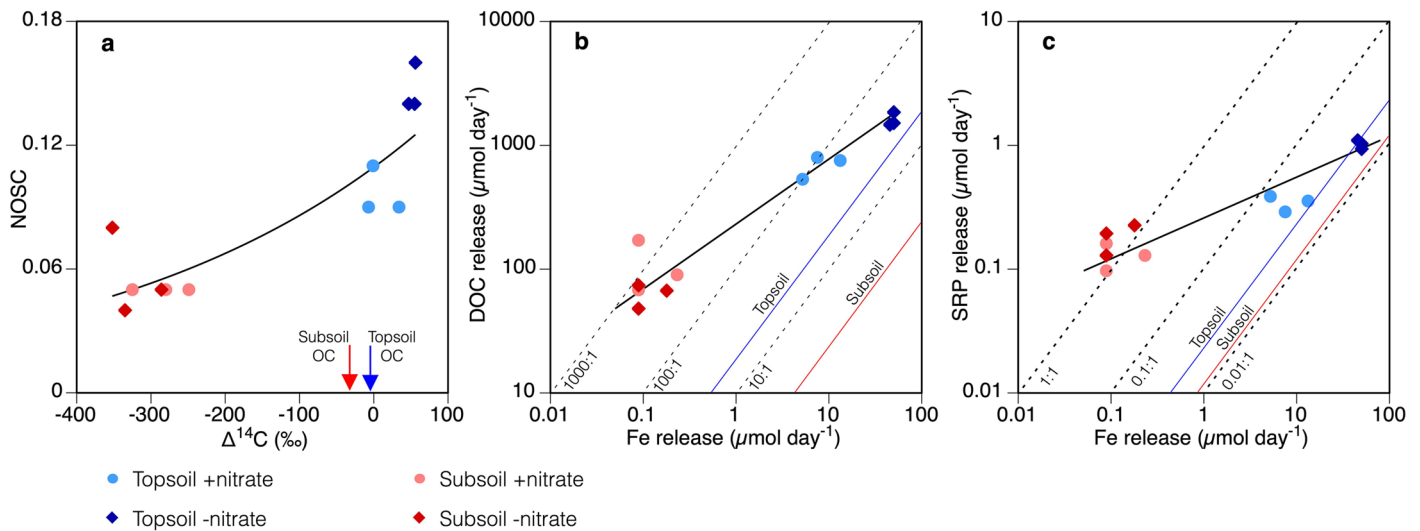 a
NOSC
0.18
0.12
0.06
0
-400
-300
-200
-100
0
100
Δ14C (‰)
Subsoil
OC
Topsoil
OC
b
DOC release (µmol day-1)
10000
1000
100
10
0.01
0.1
1
10
100
Fe release (µmol day-1)
1000:1
100:1
10:1
Topsoil
Subsoil
c
SRP release (µmol day-1)
10
1
0.1
0.01
0.01
0.1
1
10
100
Fe release (µmol day-1)
1:1
0.1:1
0.01:1
Topsoil
Subsoil
Topsoil +nitrate
Subsoil +nitrate
Topsoil -nitrate
Subsoil -nitrate